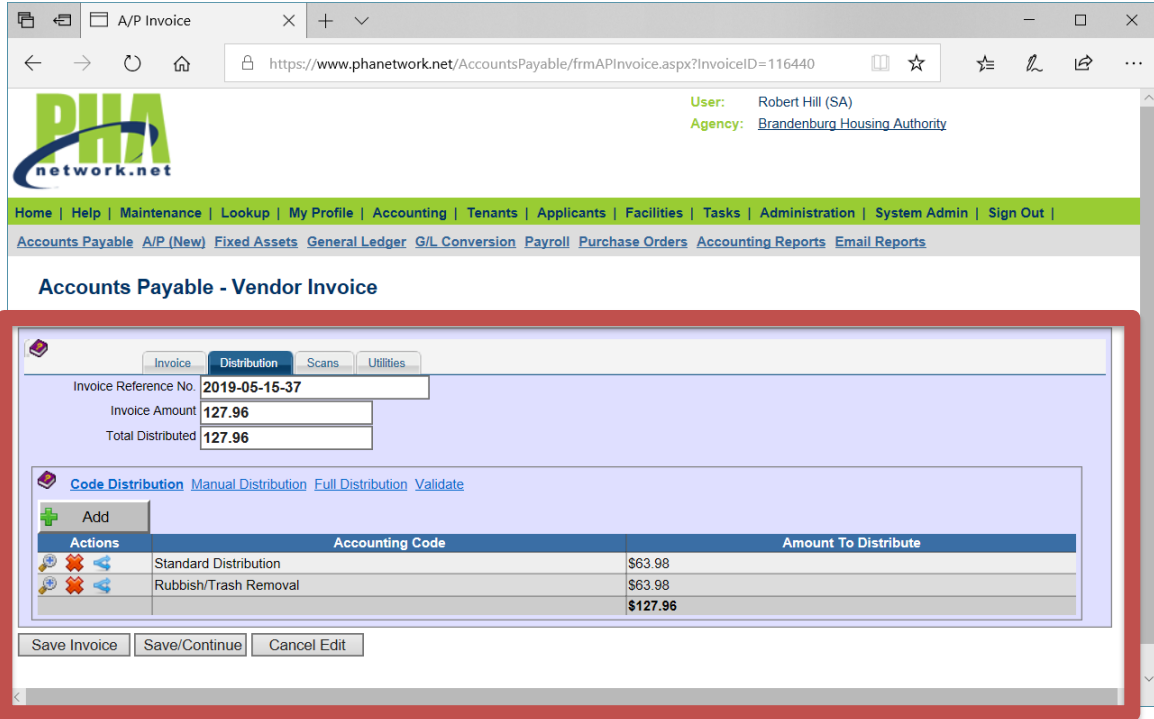 A/P Invoice
https://www.phanetwork.net/AccountsPayable/frmAPInvoice.aspx?InvoiceID=116440
PHA
network.net
User: Robert Hill (SA)
Agency: Brandenburg Housing Authority
Home | Help | Maintenance | Lookup | My Profile | Accounting | Tenants | Applicants | Facilities | Tasks | Administration | System Admin | Sign Out |
Accounts Payable A/P (New) Fixed Assets General Ledger G/L Conversion Payroll Purchase Orders Accounting Reports Email Reports
Accounts Payable - Vendor Invoice
Invoice Distribution Scans Utilities
Invoice Reference No. 2019-05-15-37
Invoice Amount 127.96
Total Distributed 127.96
Code Distribution Manual Distribution Full Distribution Validate
Add
Actions Accounting Code Amount To Distribute
Standard Distribution $63.98
Rubbish/Trash Removal $63.98
$127.96
Save Invoice Save/Continue Cancel Edit